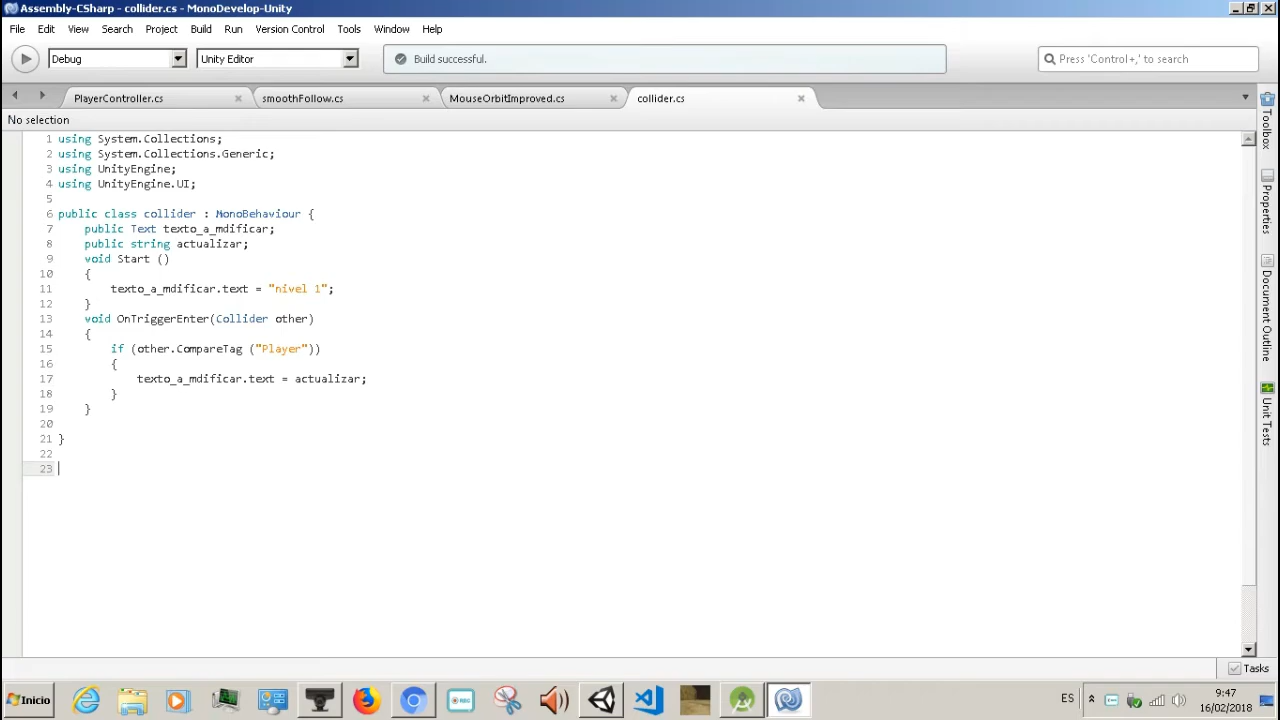 Assembly-CSharp - collider.cs - MonoDevelop-Unity
File Edit View Search Project Build Run Version Control Tools Window Help
Debug Unity Editor Build successful. Press 'Control+,' to search
PlayerController.cs smoothFollow.cs MouseOrbitImproved.cs collider.cs
No selection
1 using System.Collections;
2 using System.Collections.Generic;
3 using UnityEngine;
4 using UnityEngine.UI;
5
6 public class collider : MonoBehaviour {
7 public Text texto_a_mdificar;
8 public string actualizar;
9 void Start ()
10 {
11 texto_a_mdificar.text = "nivel 1";
12 }
13 void OnTriggerEnter(Collider other)
14 {
15 if (other.CompareTag ("Player"))
16 {
17 texto_a_mdificar.text = actualizar;
18 }
19 }
20
21 }
22
23
Toolbox
Properties
Document Outline
Unit Tests
Tasks
Inicio
REC
ES
9:47
16/02/2018